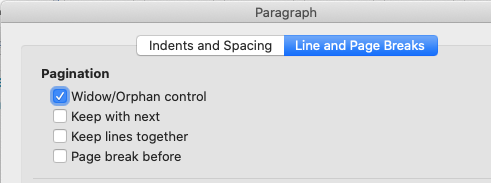 Paragraph
Indents and Spacing Line and Page Breaks
Pagination
Widow/Orphan control
Keep with next
Keep lines together
Page break before